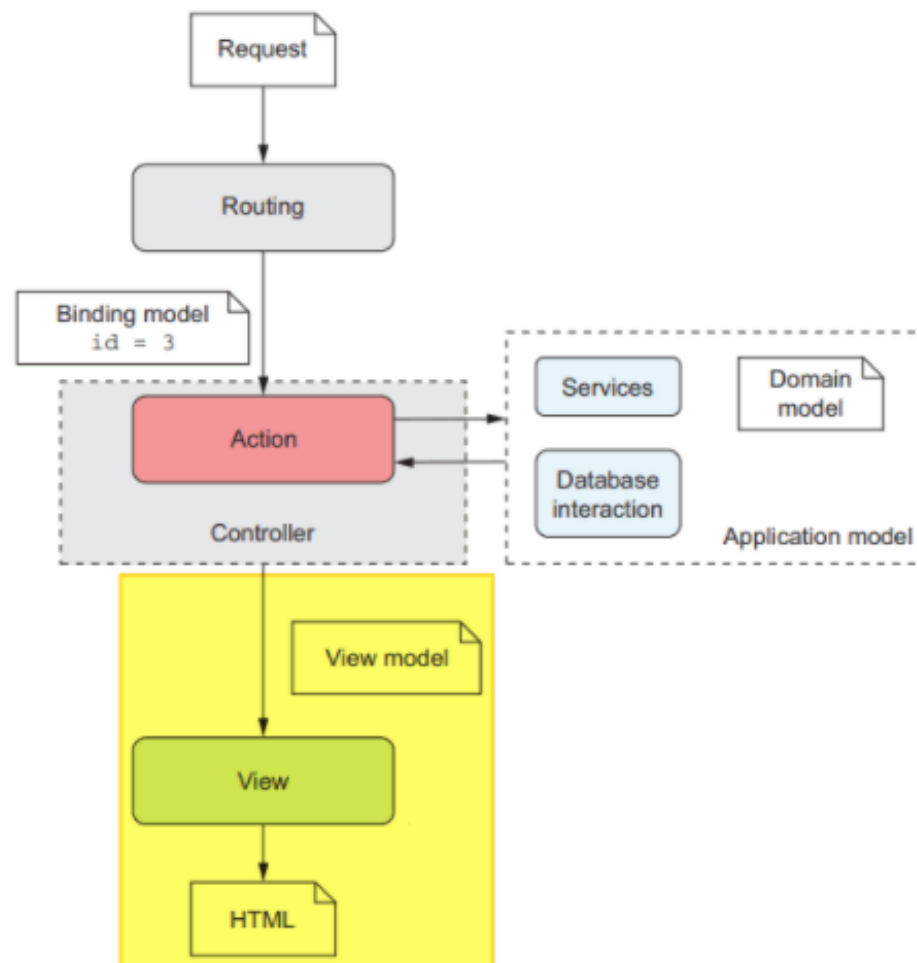 Request
Routing
Binding model
id = 3
Services
Domain
model
Action
Database
interaction
Controller
Application model
View model
View
HTML